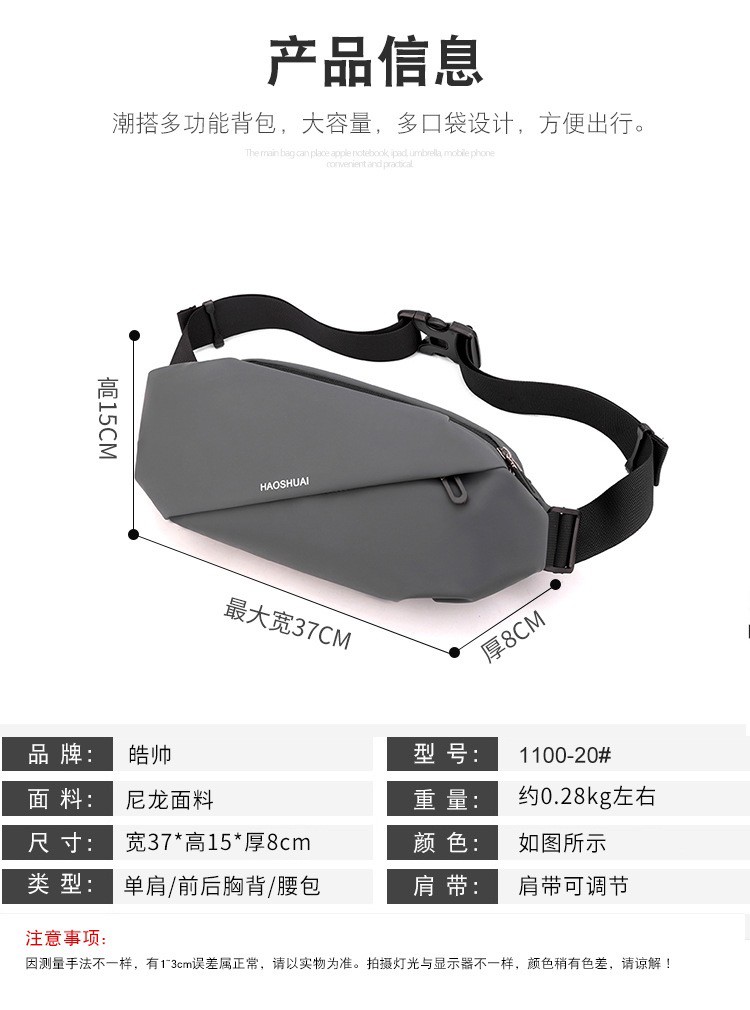 产品信息
潮搭多功能背包，大容量，多口袋设计，方便出行。
The main bag can place apple notebook, ipad, umbrella, mobile phone
convenient and practical.
高15CM
HAOSHUAI
最大宽37CM
厚8CM
品 牌： 皓帅 型 号： 1100-20#
面 料： 尼龙面料 重 量： 约0.28kg左右
尺 寸： 宽37*高15*厚8cm 颜 色： 如图所示
类 型： 单肩/前后胸背/腰包 肩 带： 肩带可调节
注意事项:
因测量手法不一样，有1~3cm误差属正常，请以实物为准。拍摄灯光与显示器不一样，颜色稍有色差，请谅解！